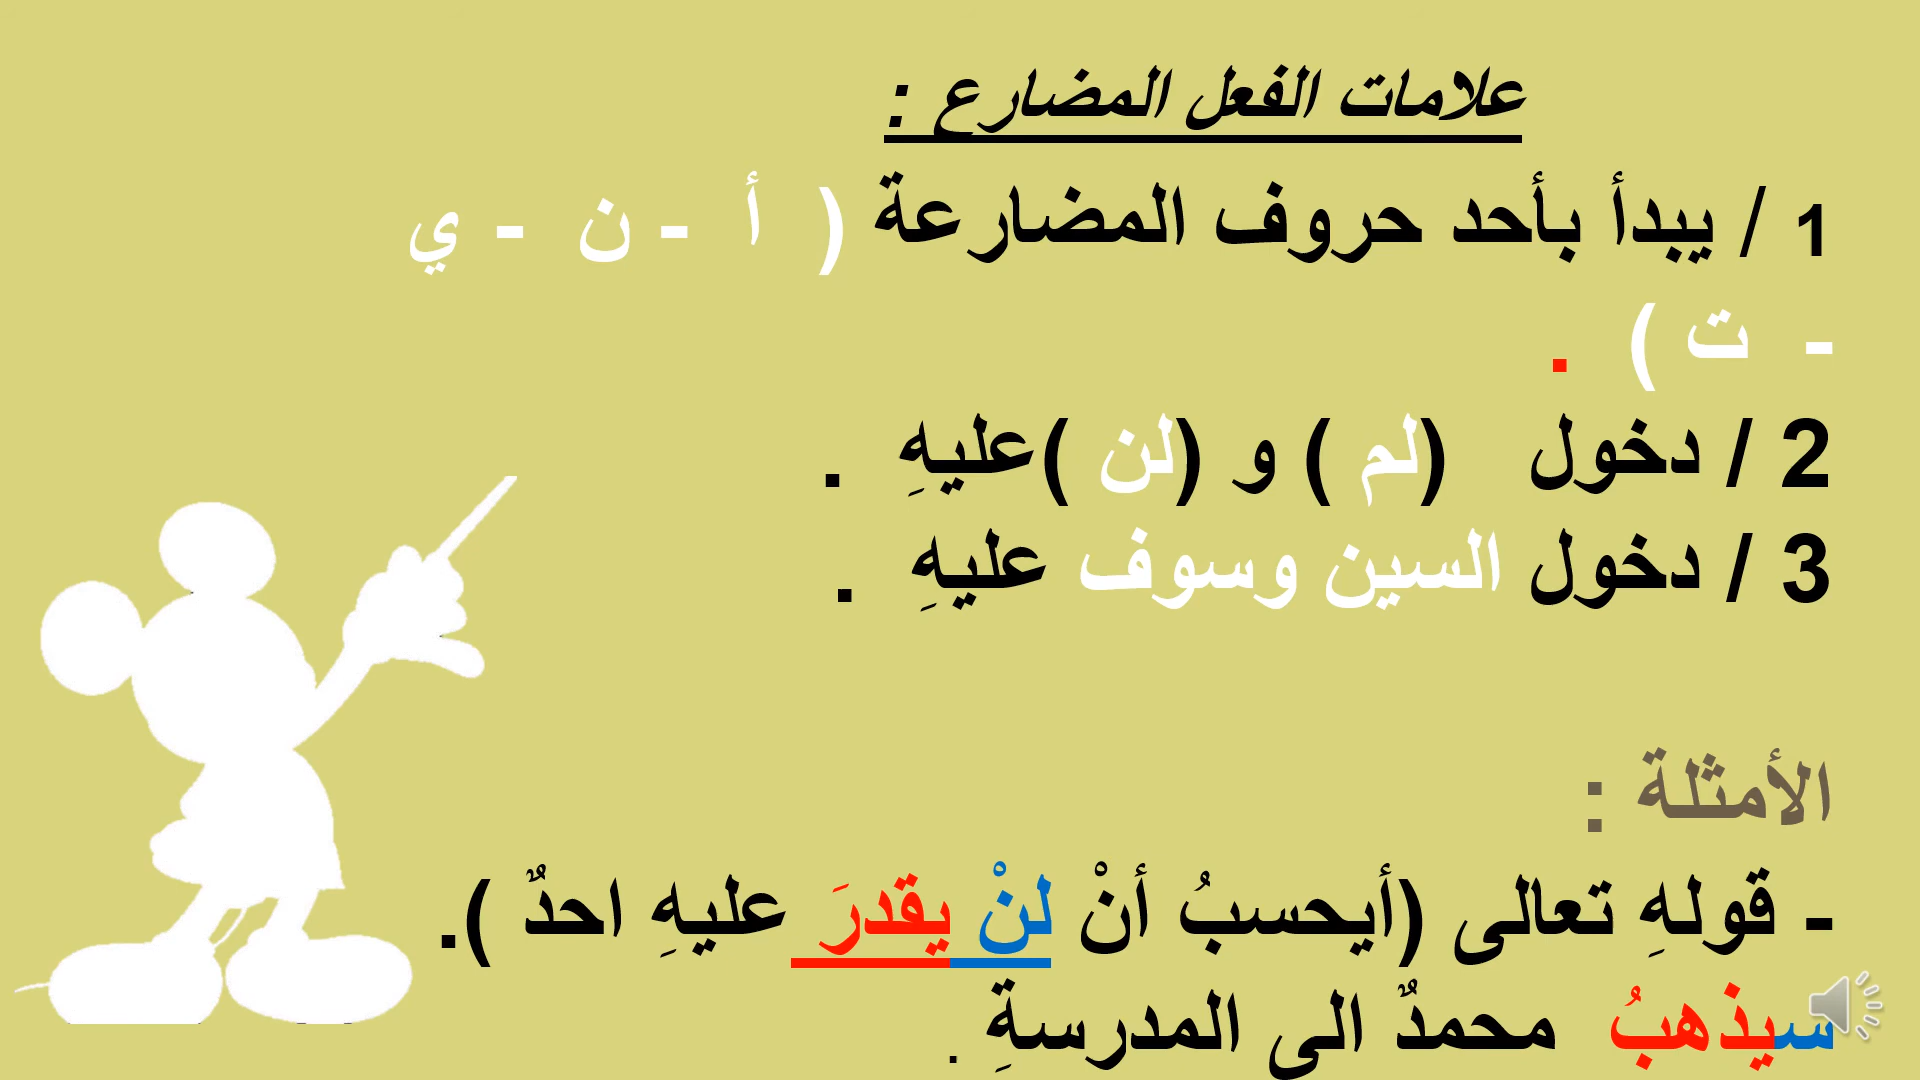 علامات الفعل المضارع :
1 / يبدأ بأحد حروف المضارعة ( أ - ن - ي
- ت ) .
2 / دخول (لم ) و (لن )عليهِ .
3 / دخول السين وسوف عليهِ .
الأمثلة :
- قولهِ تعالى (أيحسبُ أنْ لنْ يقدرَ عليهِ احدٌ ).
سيذهبُ محمدٌ الى المدرسةِ .